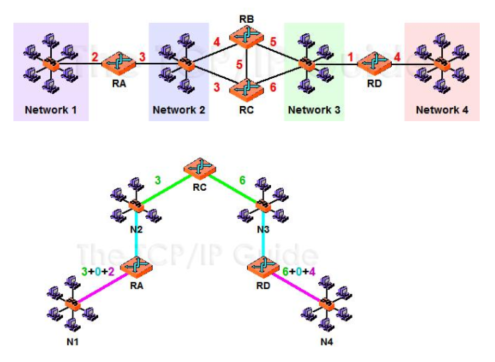 RB
4
5
2
3
5
1
4
RA
3
6
RD
RC
Network 1
Network 2
Network 3
Network 4
The TCP/IP Guide
3
6
RC
N2
N3
The TCP/IP Guide
3+0+2
6+0+4
RA
RD
N1
N4